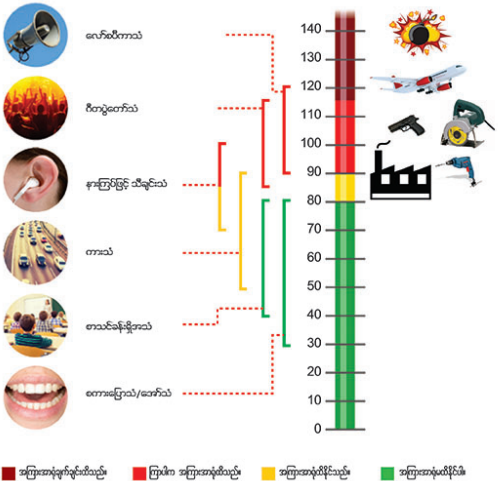 လော်စပီကာသံ
ဂီတပွဲတော်သံ
နားကြပ်ဖြင့် သီချင်းသံ
ကားသံ
စာသင်ခန်းရှိအသံ
စကားပြောသံ/အော်သံ
140
130
120
110
100
90
80
70
60
50
40
30
20
10
0
အကြားအာရုံချက်ချင်းထိသည်။
ကြာပါက အကြားအာရုံထိသည်။
အကြားအာရုံထိနိုင်သည်။
အကြားအာရုံမထိနိုင်ပါ။